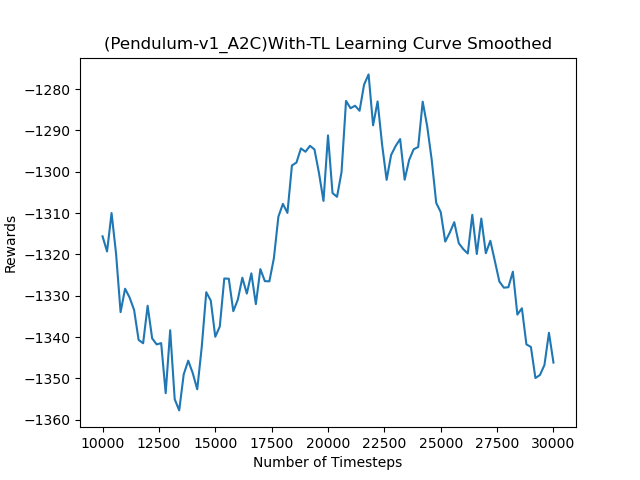 (Pendulum-v1_A2C)With-TL Learning Curve Smoothed
−1280
−1290
−1300
−1310
−1320
−1330
−1340
−1350
−1360
Rewards
10000 12500 15000 17500 20000 22500 25000 27500 30000
Number of Timesteps